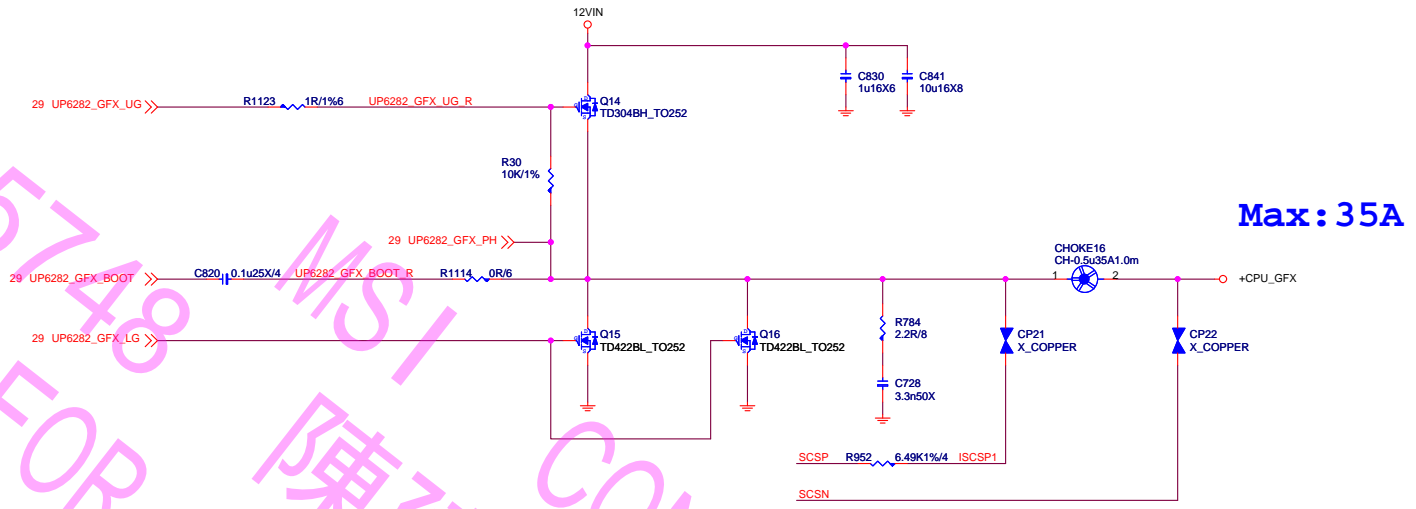 12VIN
C830
1u16X6
C841
10u16X8
29 UP6282_GFX_UG
R1123
1R/1%6
UP6282_GFX_UG_R
Q14
TD304BH_TO252
R30
10K/1%
Max:35A
29 UP6282_GFX_PH
CHOKE16
CH-0.5u35A1.0m
29 UP6282_GFX_BOOT
C820
0.1u25X/4
UP6282_GFX_BOOT_R
R1114
0R/6
1
2
+CPU_GFX
29 UP6282_GFX_LG
Q15
TD422BL_TO252
Q16
TD422BL_TO252
R784
2.2R/8
CP21
X_COPPER
CP22
X_COPPER
C728
3.3n50X
SCSP
R952
6.49K1%/4
ISCSP1
SCSN
5748
MSI
FOR
陳